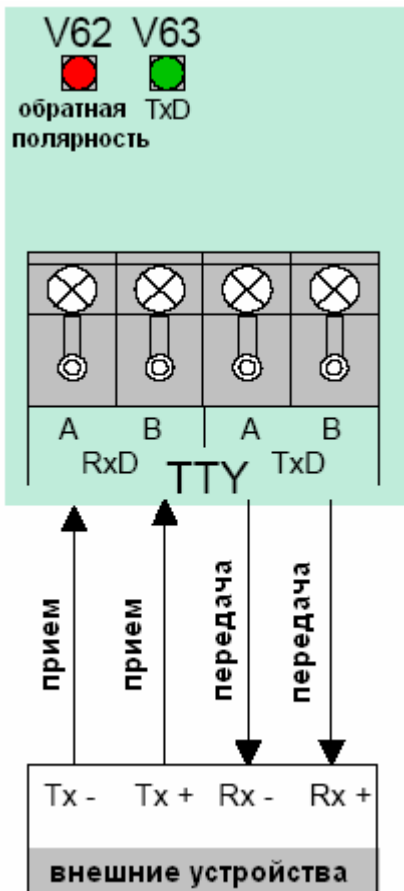 V62 V63
обратная TxD
полярность
A B A B
RxD TTY TxD
прием прием передача передача
Tx - Tx + Rx - Rx +
внешние устройства